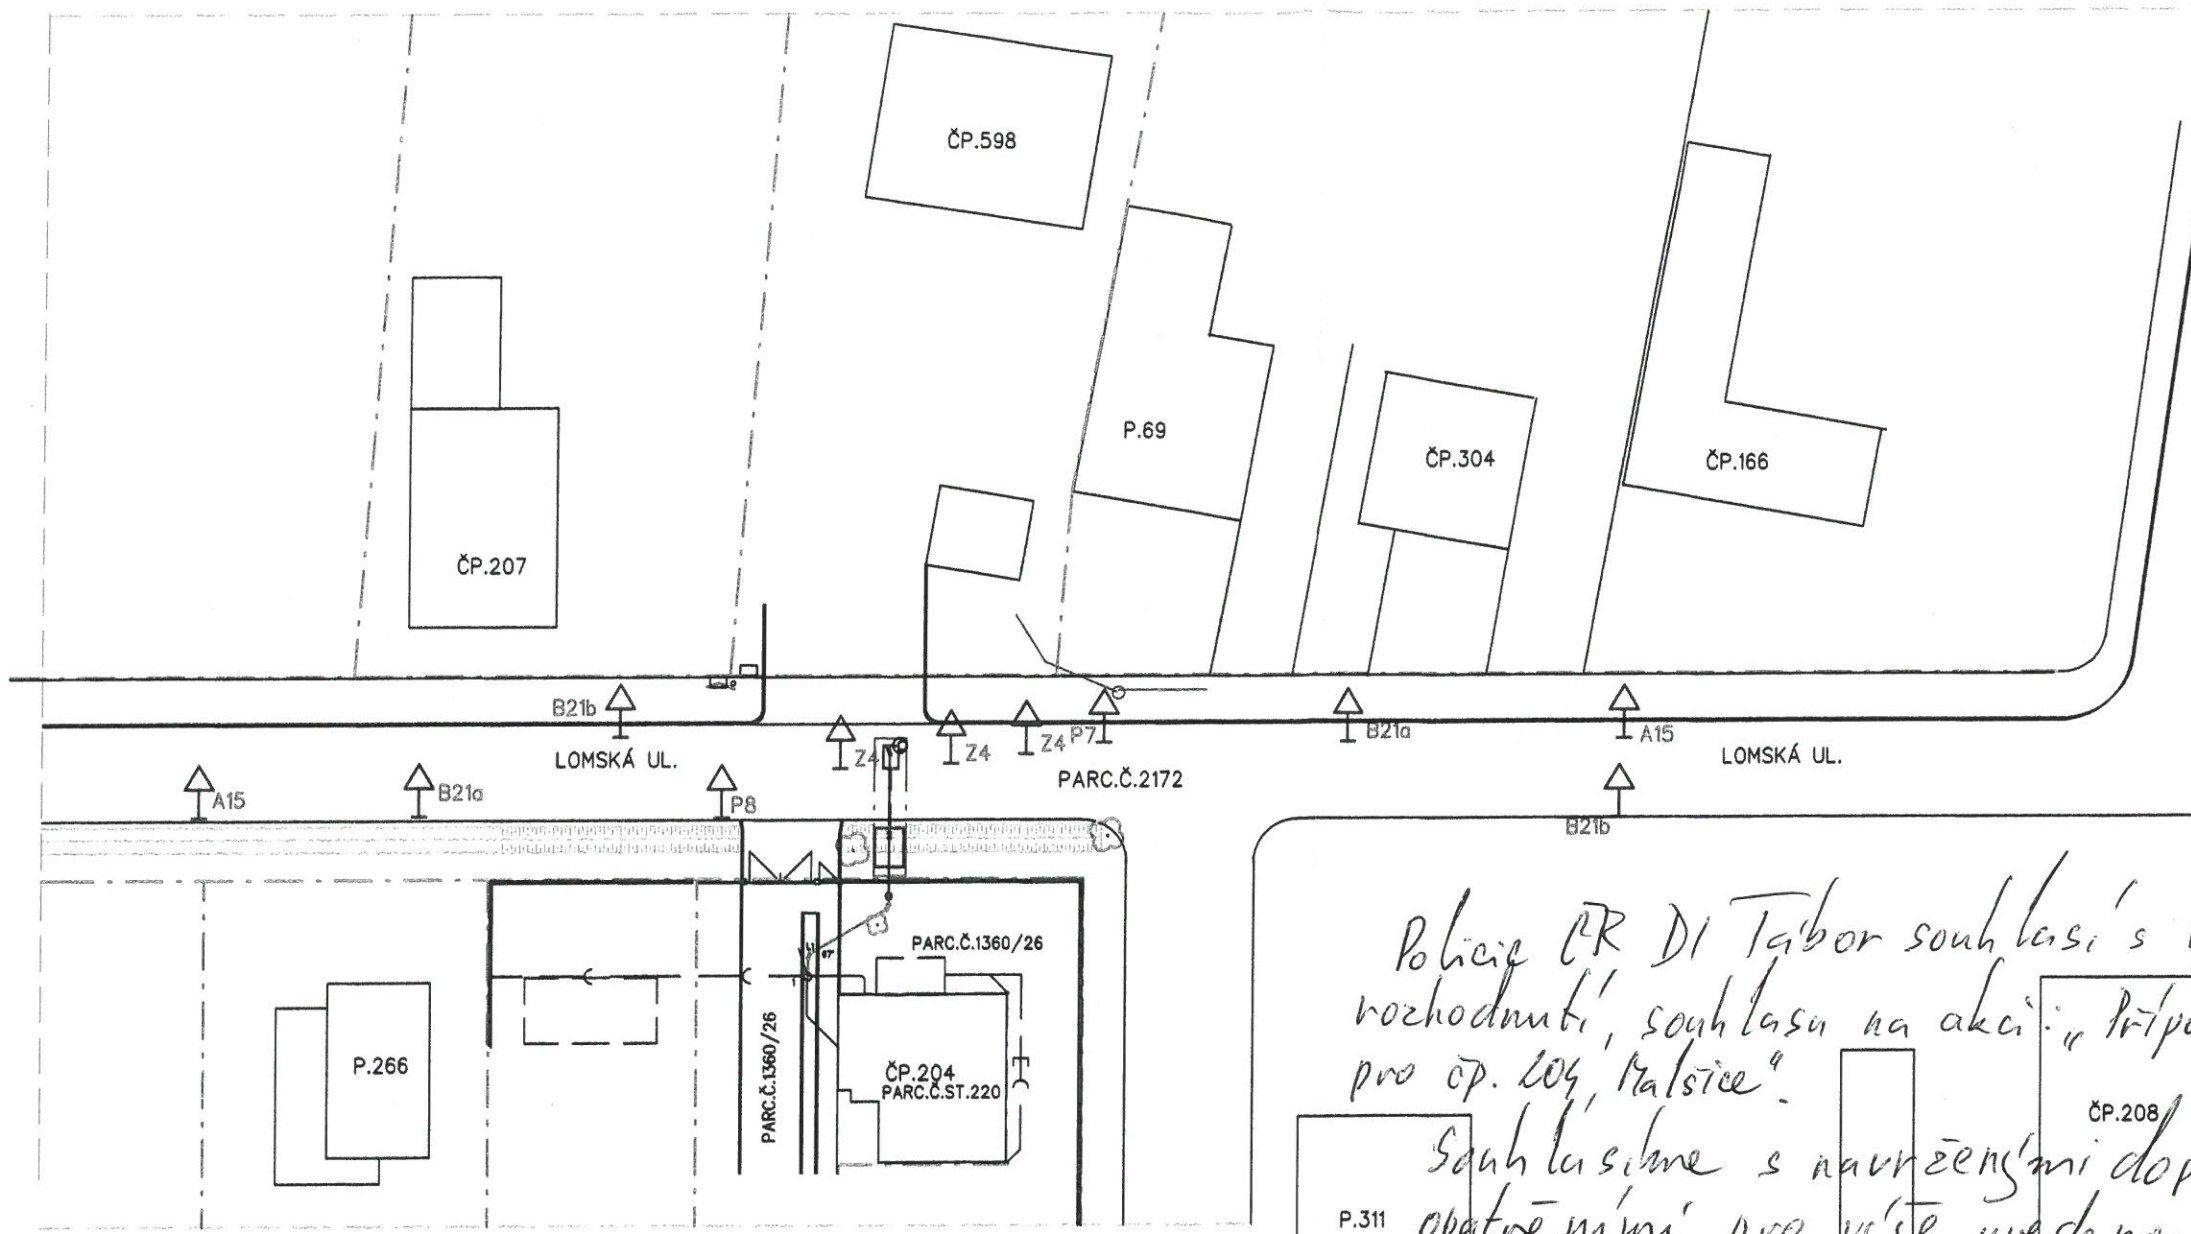 ČP.598
P.69
ČP.304
ČP.166
ČP.207
B21b
LOMSKÁ UL.
Z4
Z4
Z4
P7
B21a
A15
LOMSKÁ UL.
PARC.Č.2172
A15
B21a
P8
B21b
PARC.Č.1360/26
PARC.Č.1360/26
P.266
ČP.204
PARC.Č.ST.220
Policie ČR DI Tábor souhlasí s
rozhodnutí, souhlasu na akci: „
pro čp. 204, Malšice“.
ČP.208
Souhlasíme s navrženými
P.311
pro výše